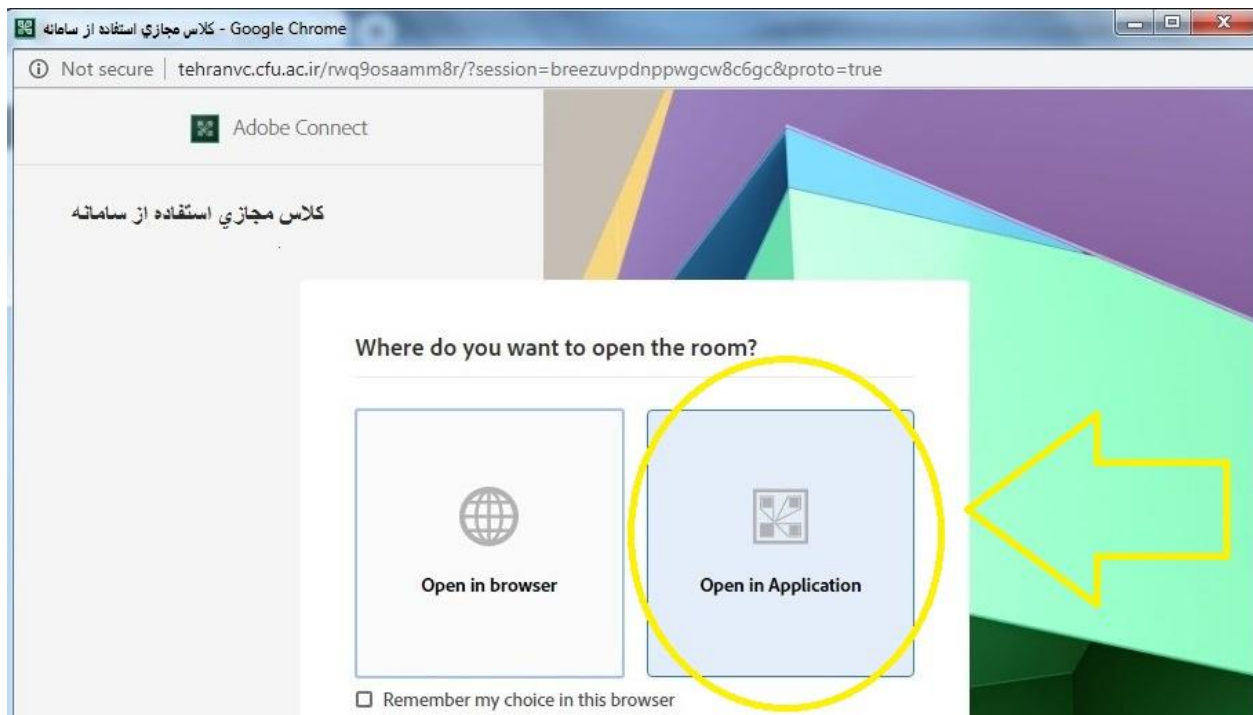 کلاس مجازي استفاده از سامانه - Google Chrome
Not secure | tehranvc.cfu.ac.ir/rwq9osaamm8r/?session=breezuvpdnppwgcw8c6gc&proto=true
Adobe Connect
کلاس مجازي استفاده از سامانه
Where do you want to open the room?
Open in browser
Open in Application
Remember my choice in this browser